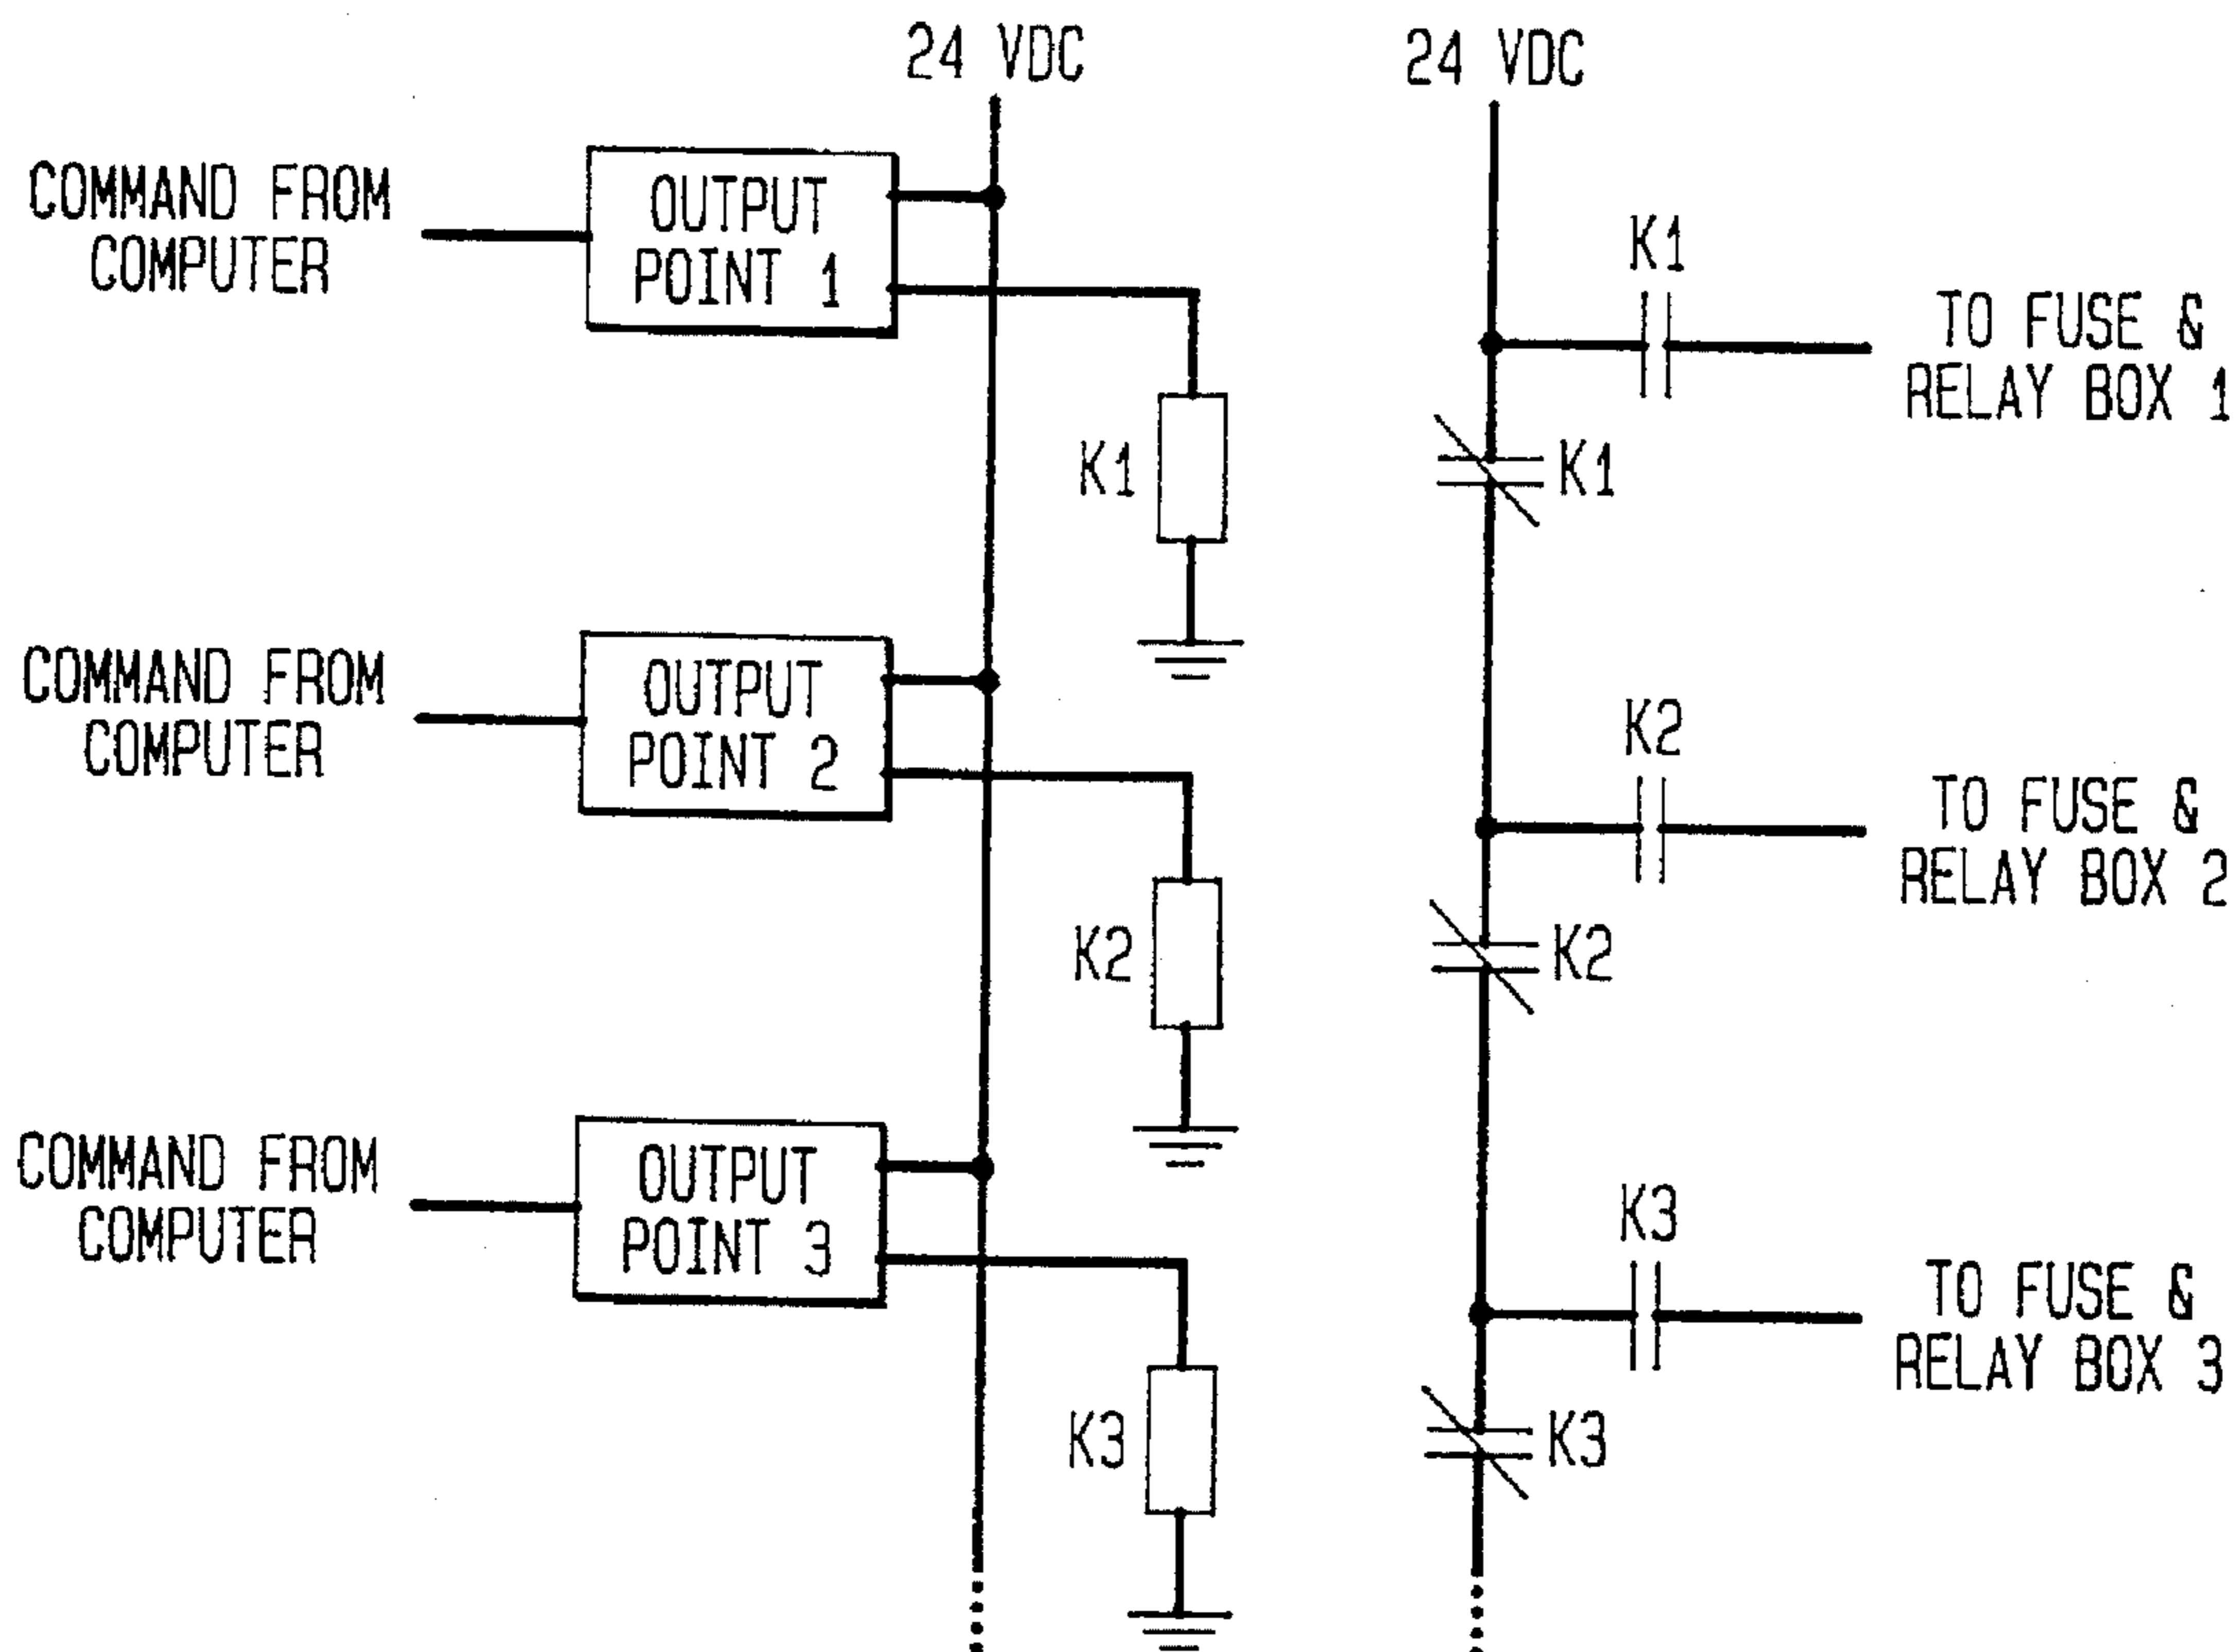 24 VDC
24 VDC
COMMAND FROM
COMPUTER
OUTPUT
POINT 1
K1
K1
K1
TO FUSE &
RELAY BOX 1
COMMAND FROM
COMPUTER
OUTPUT
POINT 2
K2
K2
K2
TO FUSE &
RELAY BOX 2
COMMAND FROM
COMPUTER
OUTPUT
POINT 3
K3
K3
K3
TO FUSE &
RELAY BOX 3